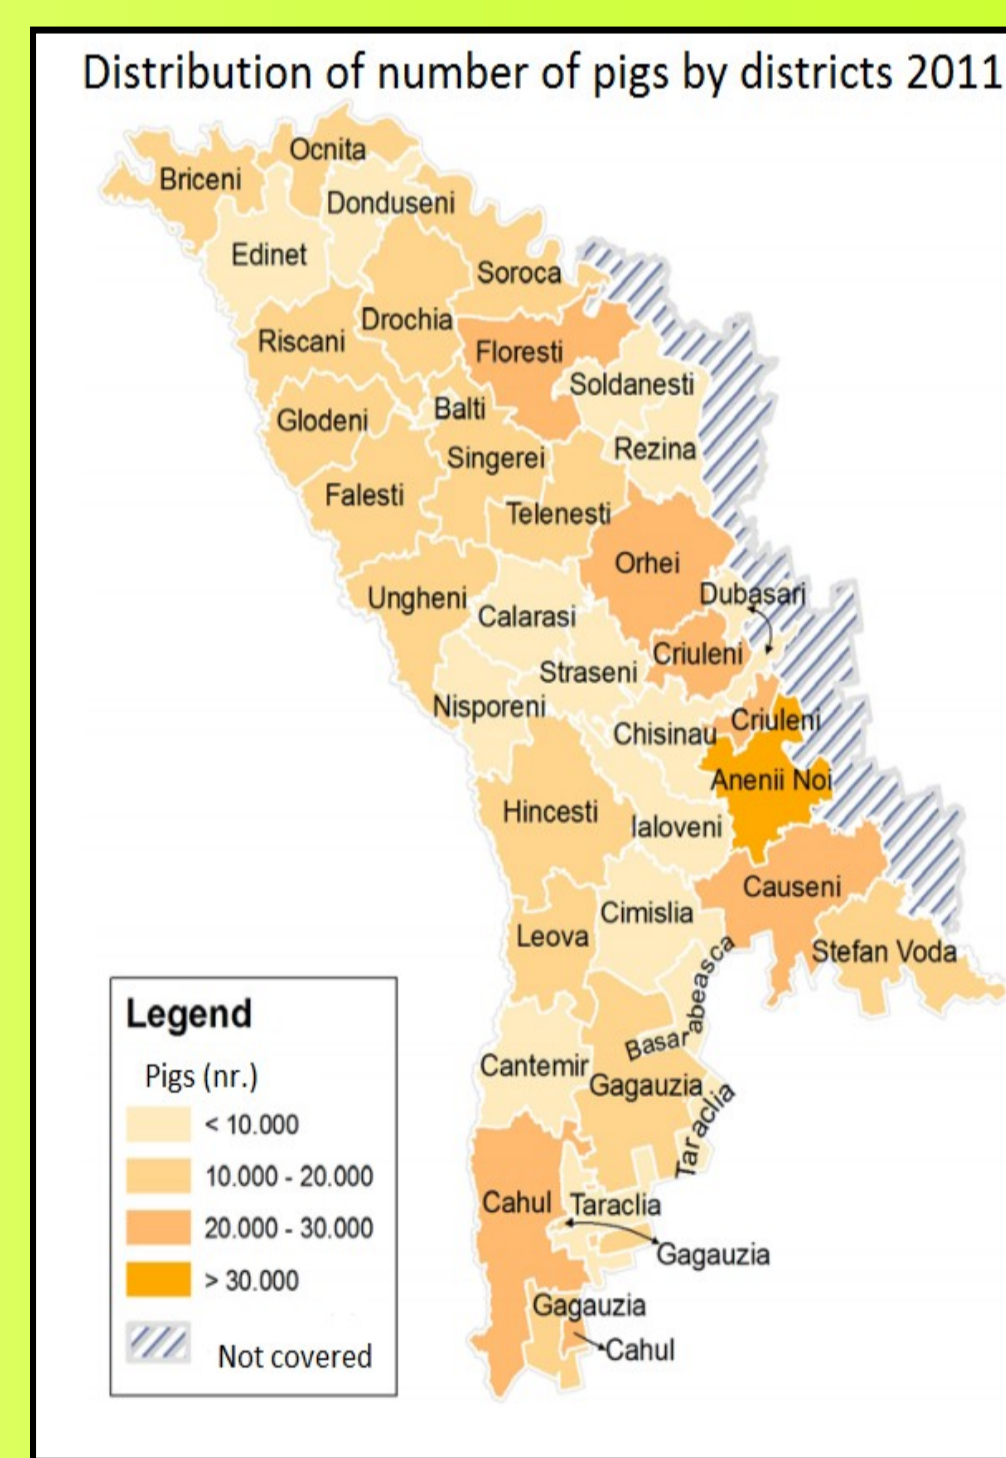 Distribution of number of pigs by districts 2011
Ocnita
Briceni
Donduseni
Edinet
Soroca
Drochia
Riscani
Floresti
Soldanesti
Balti
Glodeni
Rezina
Singerei
Falesti
Telenesti
Orhei
Dubasari
Ungheni
Calarasi
Criuleni
Straseni
Nisporeni
Criuleni
Chisinau
Anenii Noi
Hincesti
Ialoveni
Causeni
Cimislia
Leova
Stefan Voda
Basarabeasca
Cantemir
Gagauzia
Taraclia
Cahul
Taraclia
Gagauzia
Gagauzia
Cahul
Legend
Pigs (nr.)
< 10.000
10.000 - 20.000
20.000 - 30.000
> 30.000
Not covered